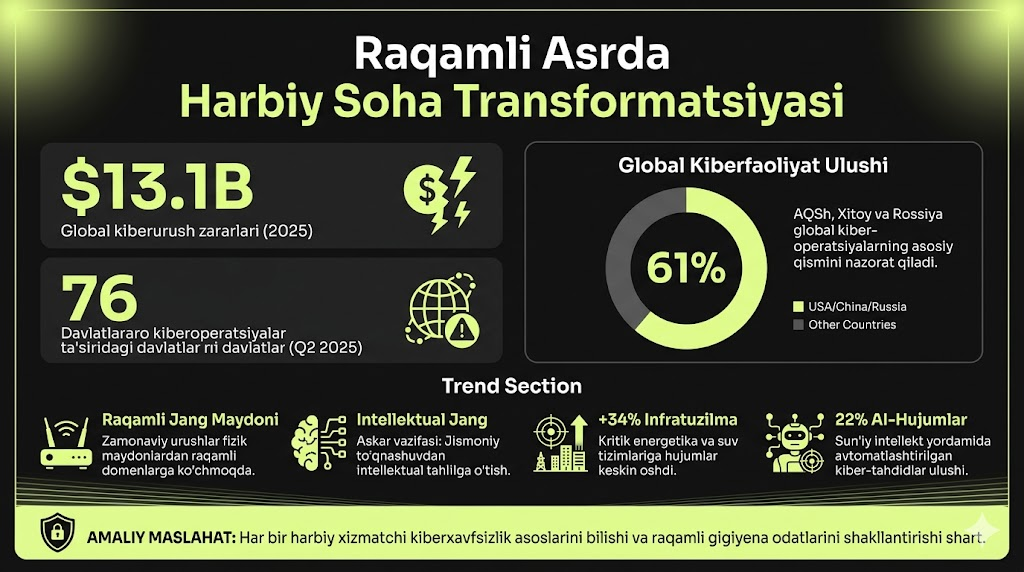 Raqamli Asrda
Harbiy Soha Transformatsiyasi
$13.1B
Global kiberurush zararlari (2025)
$
76
Davlatlararo kiberoperatsiyalar
ta'siridagi davlatlar rii davlatlar (Q2 2025)
Global Kiberfaoliyat Ulushi
61%
AQSh, Xitoy va Rossiya
global kiber-
operatsiyalarning asosiy
qismini nazorat qiladi.
USA/China/Russia
Other Countries
Trend Section
Raqamli Jang Maydoni
Zamonaviy urushlar fizik
maydonlardan raqamli
domenlarga ko'chmoqda.
Intellektual Jang
Askar vazifasi: Jismoniy
to'qnashuvdan
intellektual tahlilga o'tish.
+34% Infratuzilma
Kritik energetika va suv
tizimlariga hujumlar
keskin oshdi.
22% AI-Hujumlar
Sun'iy intellekt yordamida
avtomatlashtirilgan
kiber-tahdidlar ulushi.
AMALIY MASLAHAT: Har bir harbiy xizmatchi kiberxavfsizlik asoslarini bilishi va raqamli gigiyena odatlarini shakllantirishi shart.